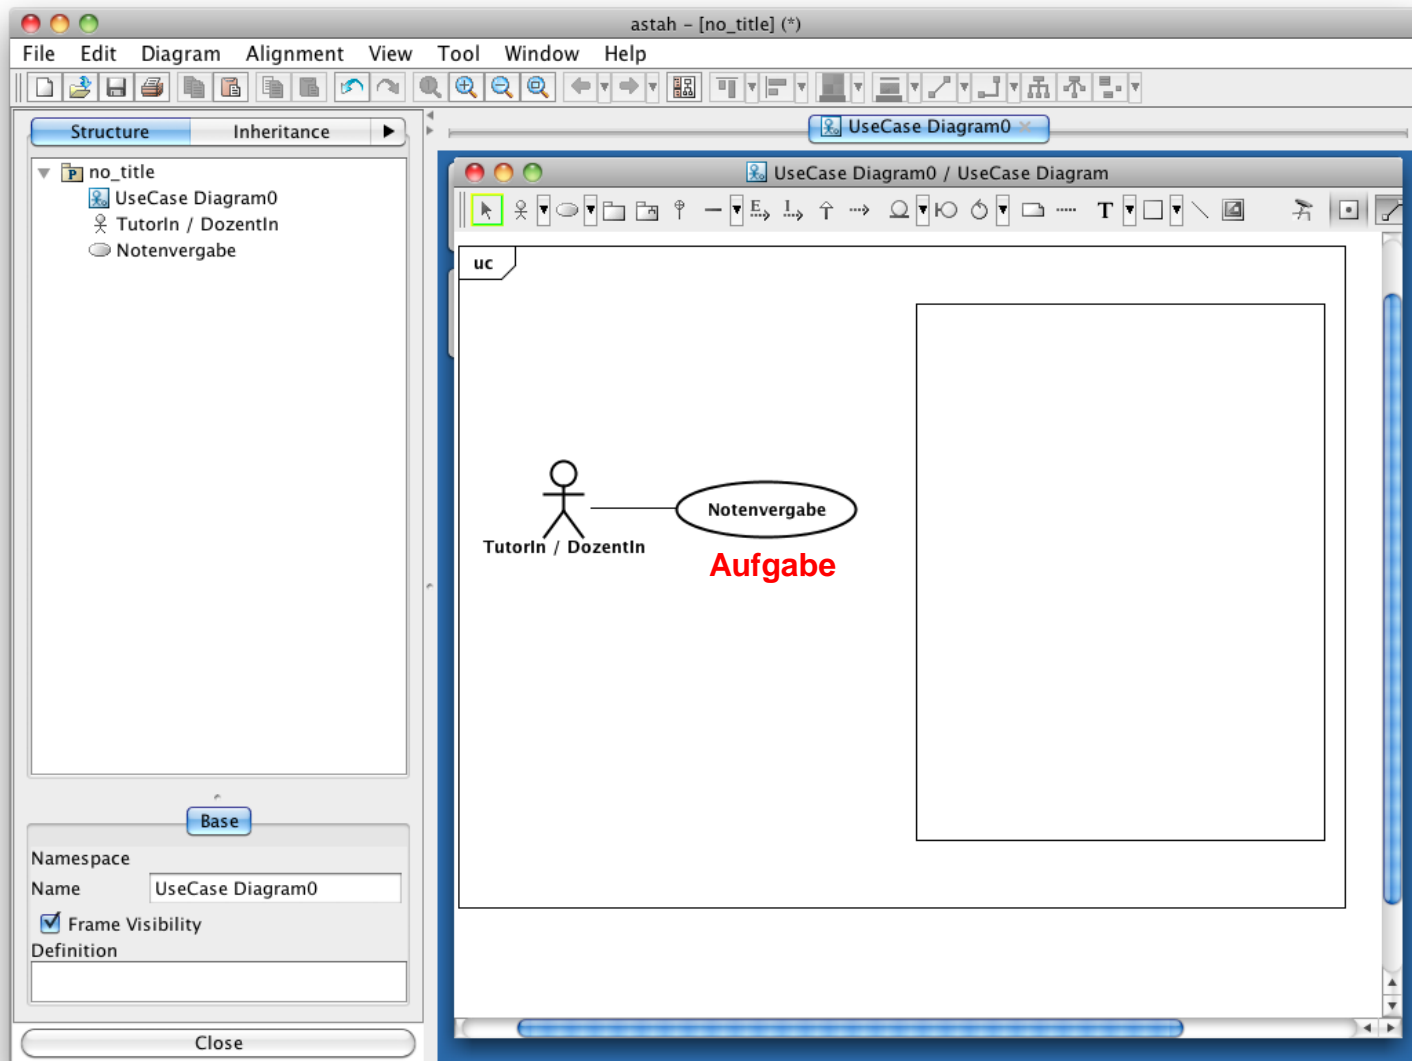 astah – [no_title] (*)
File Edit Diagram Alignment View Tool Window Help
Structure Inheritance
UseCase Diagram0
no_title
UseCase Diagram0
TutorIn / DozentIn
Notenvergabe
UseCase Diagram0 / UseCase Diagram
E I T
uc
Notenvergabe
TutorIn / DozentIn
Aufgabe
Base
Namespace
Name UseCase Diagram0
Frame Visibility
Definition
Close